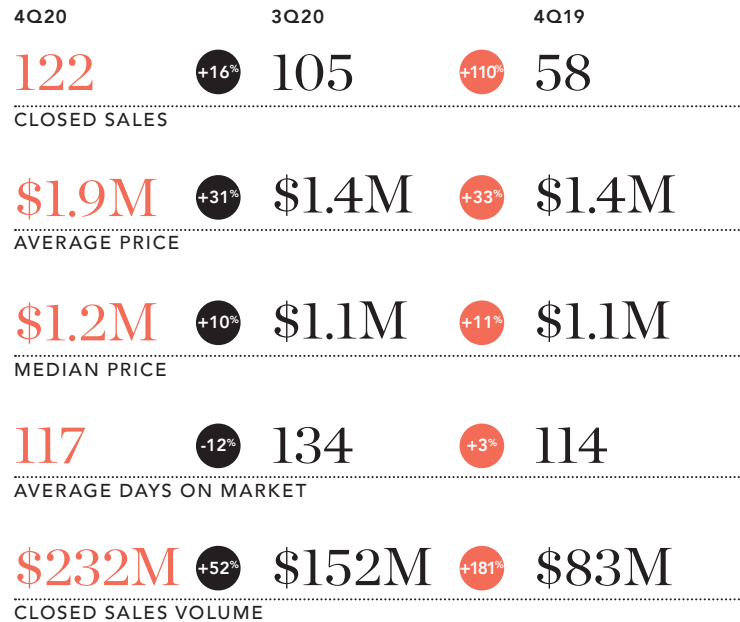 4Q20 3Q20 4Q19
122 +16% 105 +110% 58
CLOSED SALES
$1.9M +31% $1.4M +33% $1.4M
AVERAGE PRICE
$1.2M +10% $1.1M +11% $1.1M
MEDIAN PRICE
117 -12% 134 +3% 114
AVERAGE DAYS ON MARKET
$232M +52% $152M +181% $83M
CLOSED SALES VOLUME